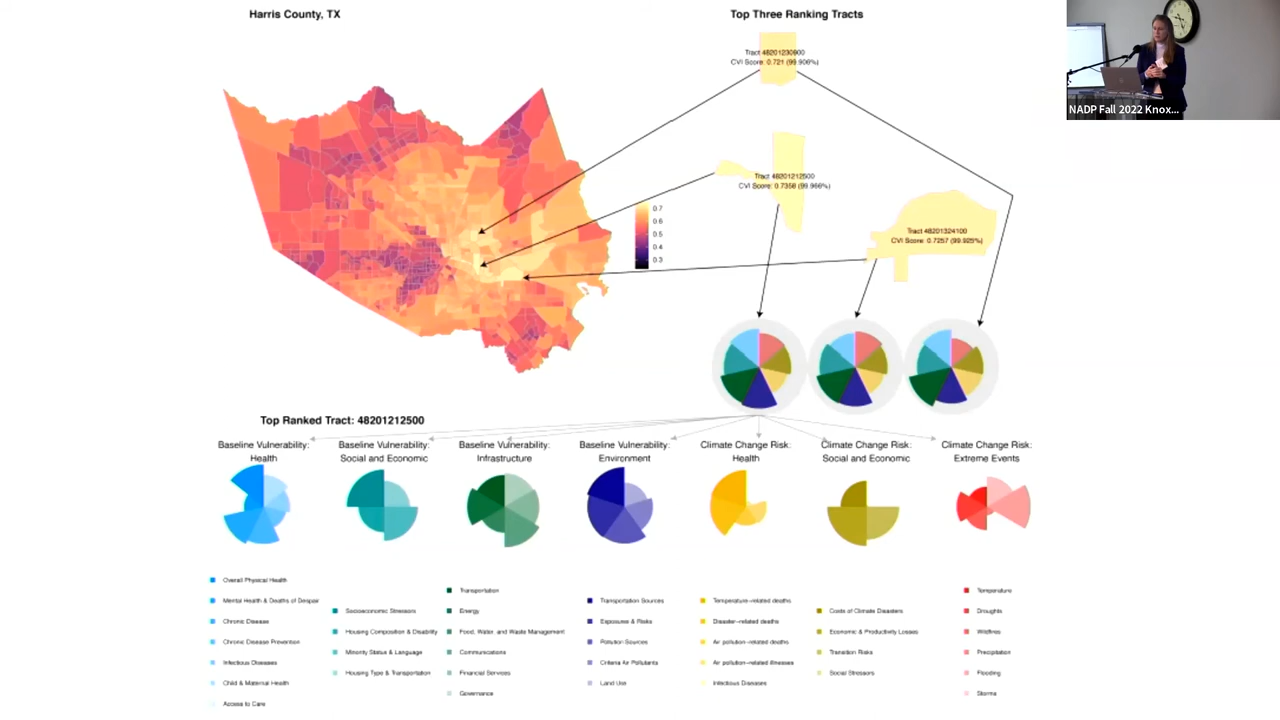 Harris County, TX
Top Three Ranking Tracts
Tract 48201230900
CVI Score: 0.721 (99.906%)
Tract 48201212500
CVI Score: 0.7358 (99.966%)
Tract 48201324100
CVI Score: 0.7257 (99.925%)
0.7
0.6
0.5
0.4
0.3
NADP Fall 2022 Knox...
Top Ranked Tract: 48201212500
Baseline Vulnerability:
Health
Baseline Vulnerability:
Social and Economic
Baseline Vulnerability:
Infrastructure
Baseline Vulnerability:
Environment
Climate Change Risk:
Health
Climate Change Risk:
Social and Economic
Climate Change Risk:
Extreme Events
Overall Physical Health
Mental Health & Deaths of Despair
Chronic Disease
Chronic Disease Prevention
Infectious Diseases
Child & Maternal Health
Access to Care
Socioeconomic Stressors
Housing Composition & Disability
Minority Status & Language
Housing Type & Transportation
Transportation
Energy
Food, Water, and Waste Management
Communications
Financial Services
Governance
Transportation Sources
Exposures & Risks
Pollution Sources
Criteria Air Pollutants
Land Use
Temperature-related deaths
Disaster-related deaths
Air pollution-related deaths
Air pollution-related illnesses
Infectious Diseases
Costs of Climate Disasters
Economic & Productivity Losses
Transition Risks
Social Stressors
Temperature
Droughts
Wildfires
Precipitation
Flooding
Storms